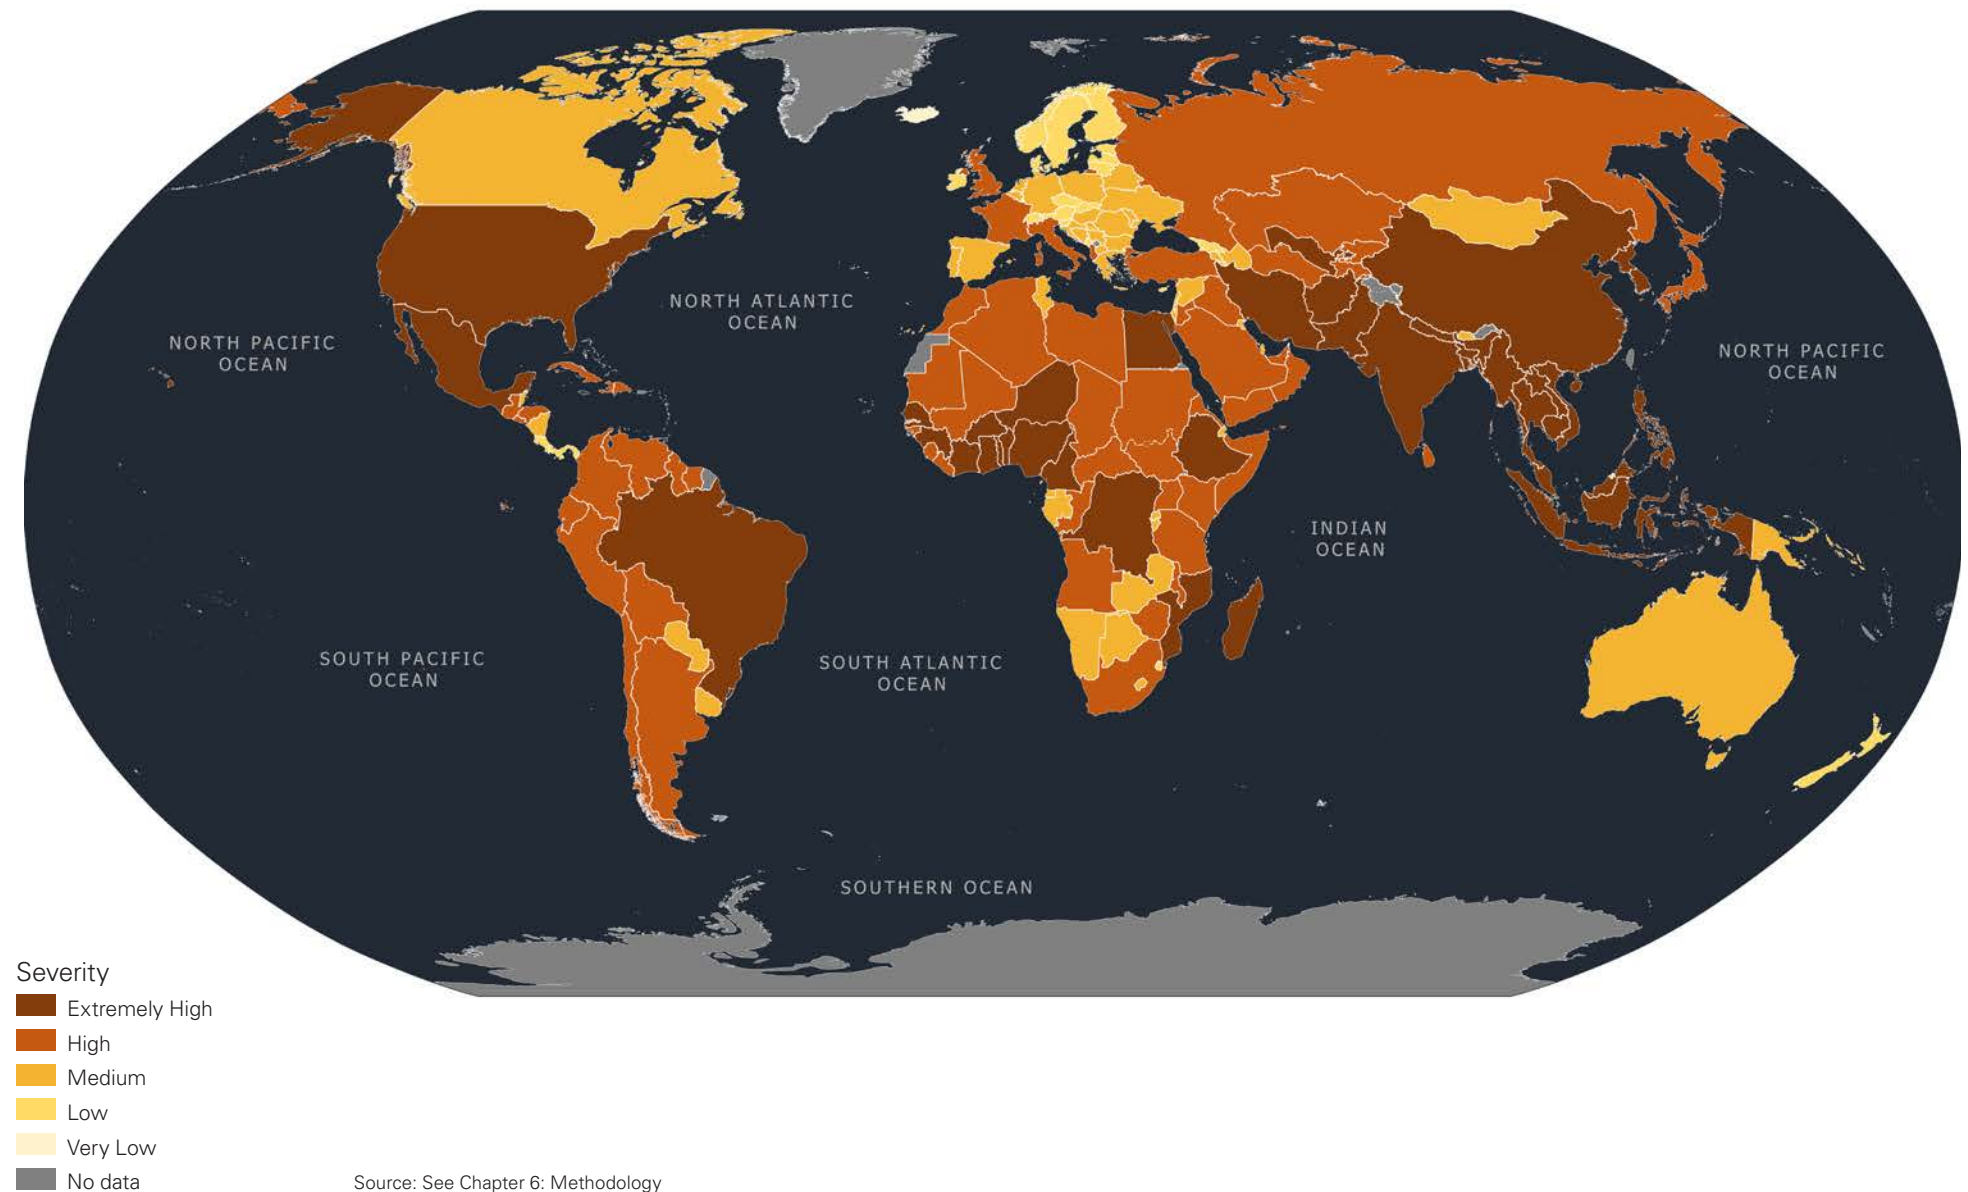 NORTH ATLANTIC
OCEAN
NORTH PACIFIC
OCEAN
NORTH PACIFIC
OCEAN
INDIAN
OCEAN
SOUTH PACIFIC
OCEAN
SOUTH ATLANTIC
OCEAN
SOUTHERN OCEAN
Severity
Extremely High
High
Medium
Low
Very Low
No data
Source: See Chapter 6: Methodology